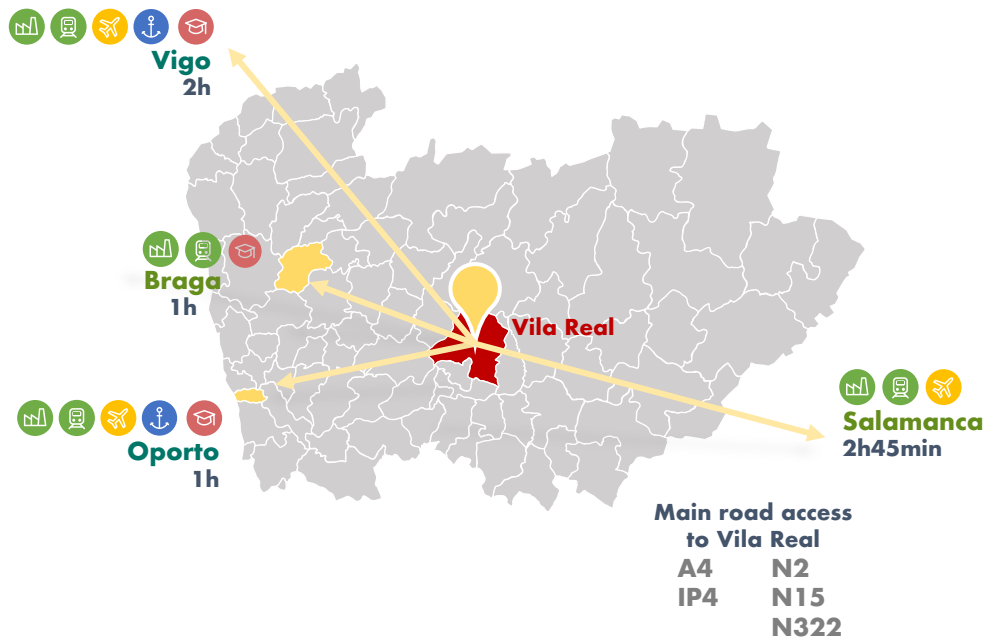 Vigo
2h
Braga
1h
Vila Real
Oporto
1h
Salamanca
2h45min
Main road access
to Vila Real
A4 N2
IP4 N15
N322